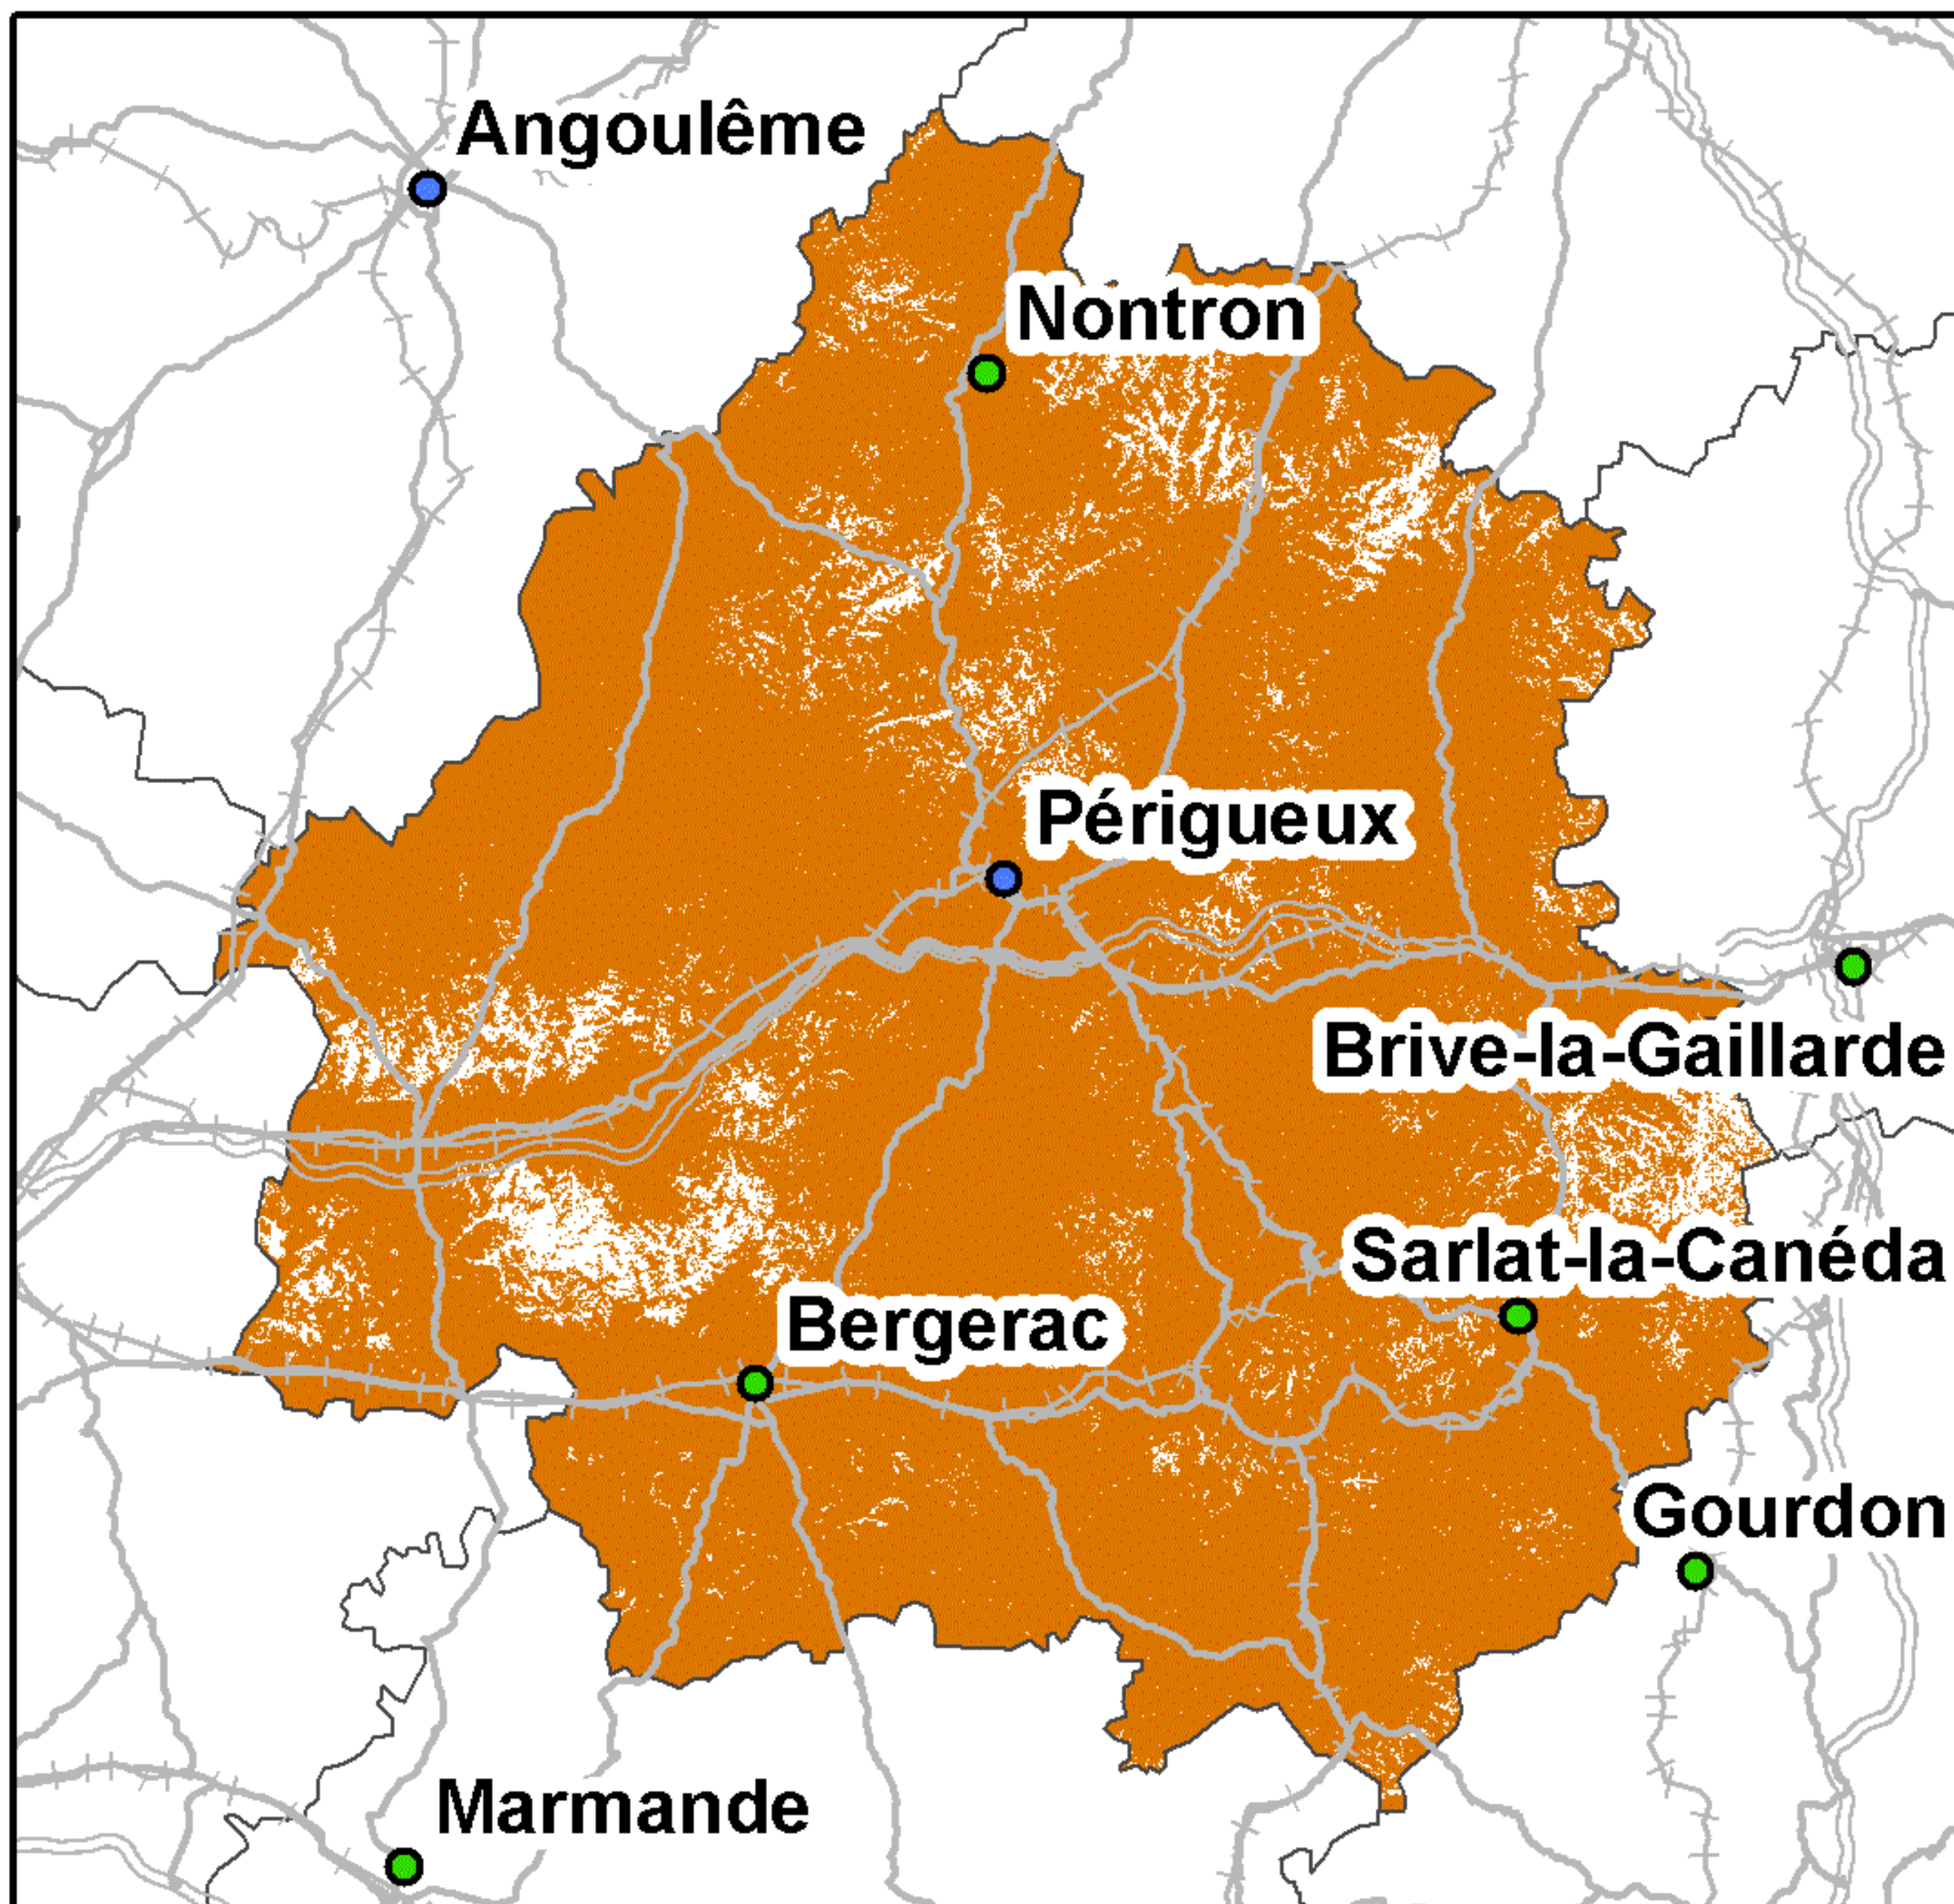 Angoulême
Nontron
Périgueux
Brive-la-Gaillarde
Sarlat-la-Canéda
Bergerac
Gourdon
Marmande